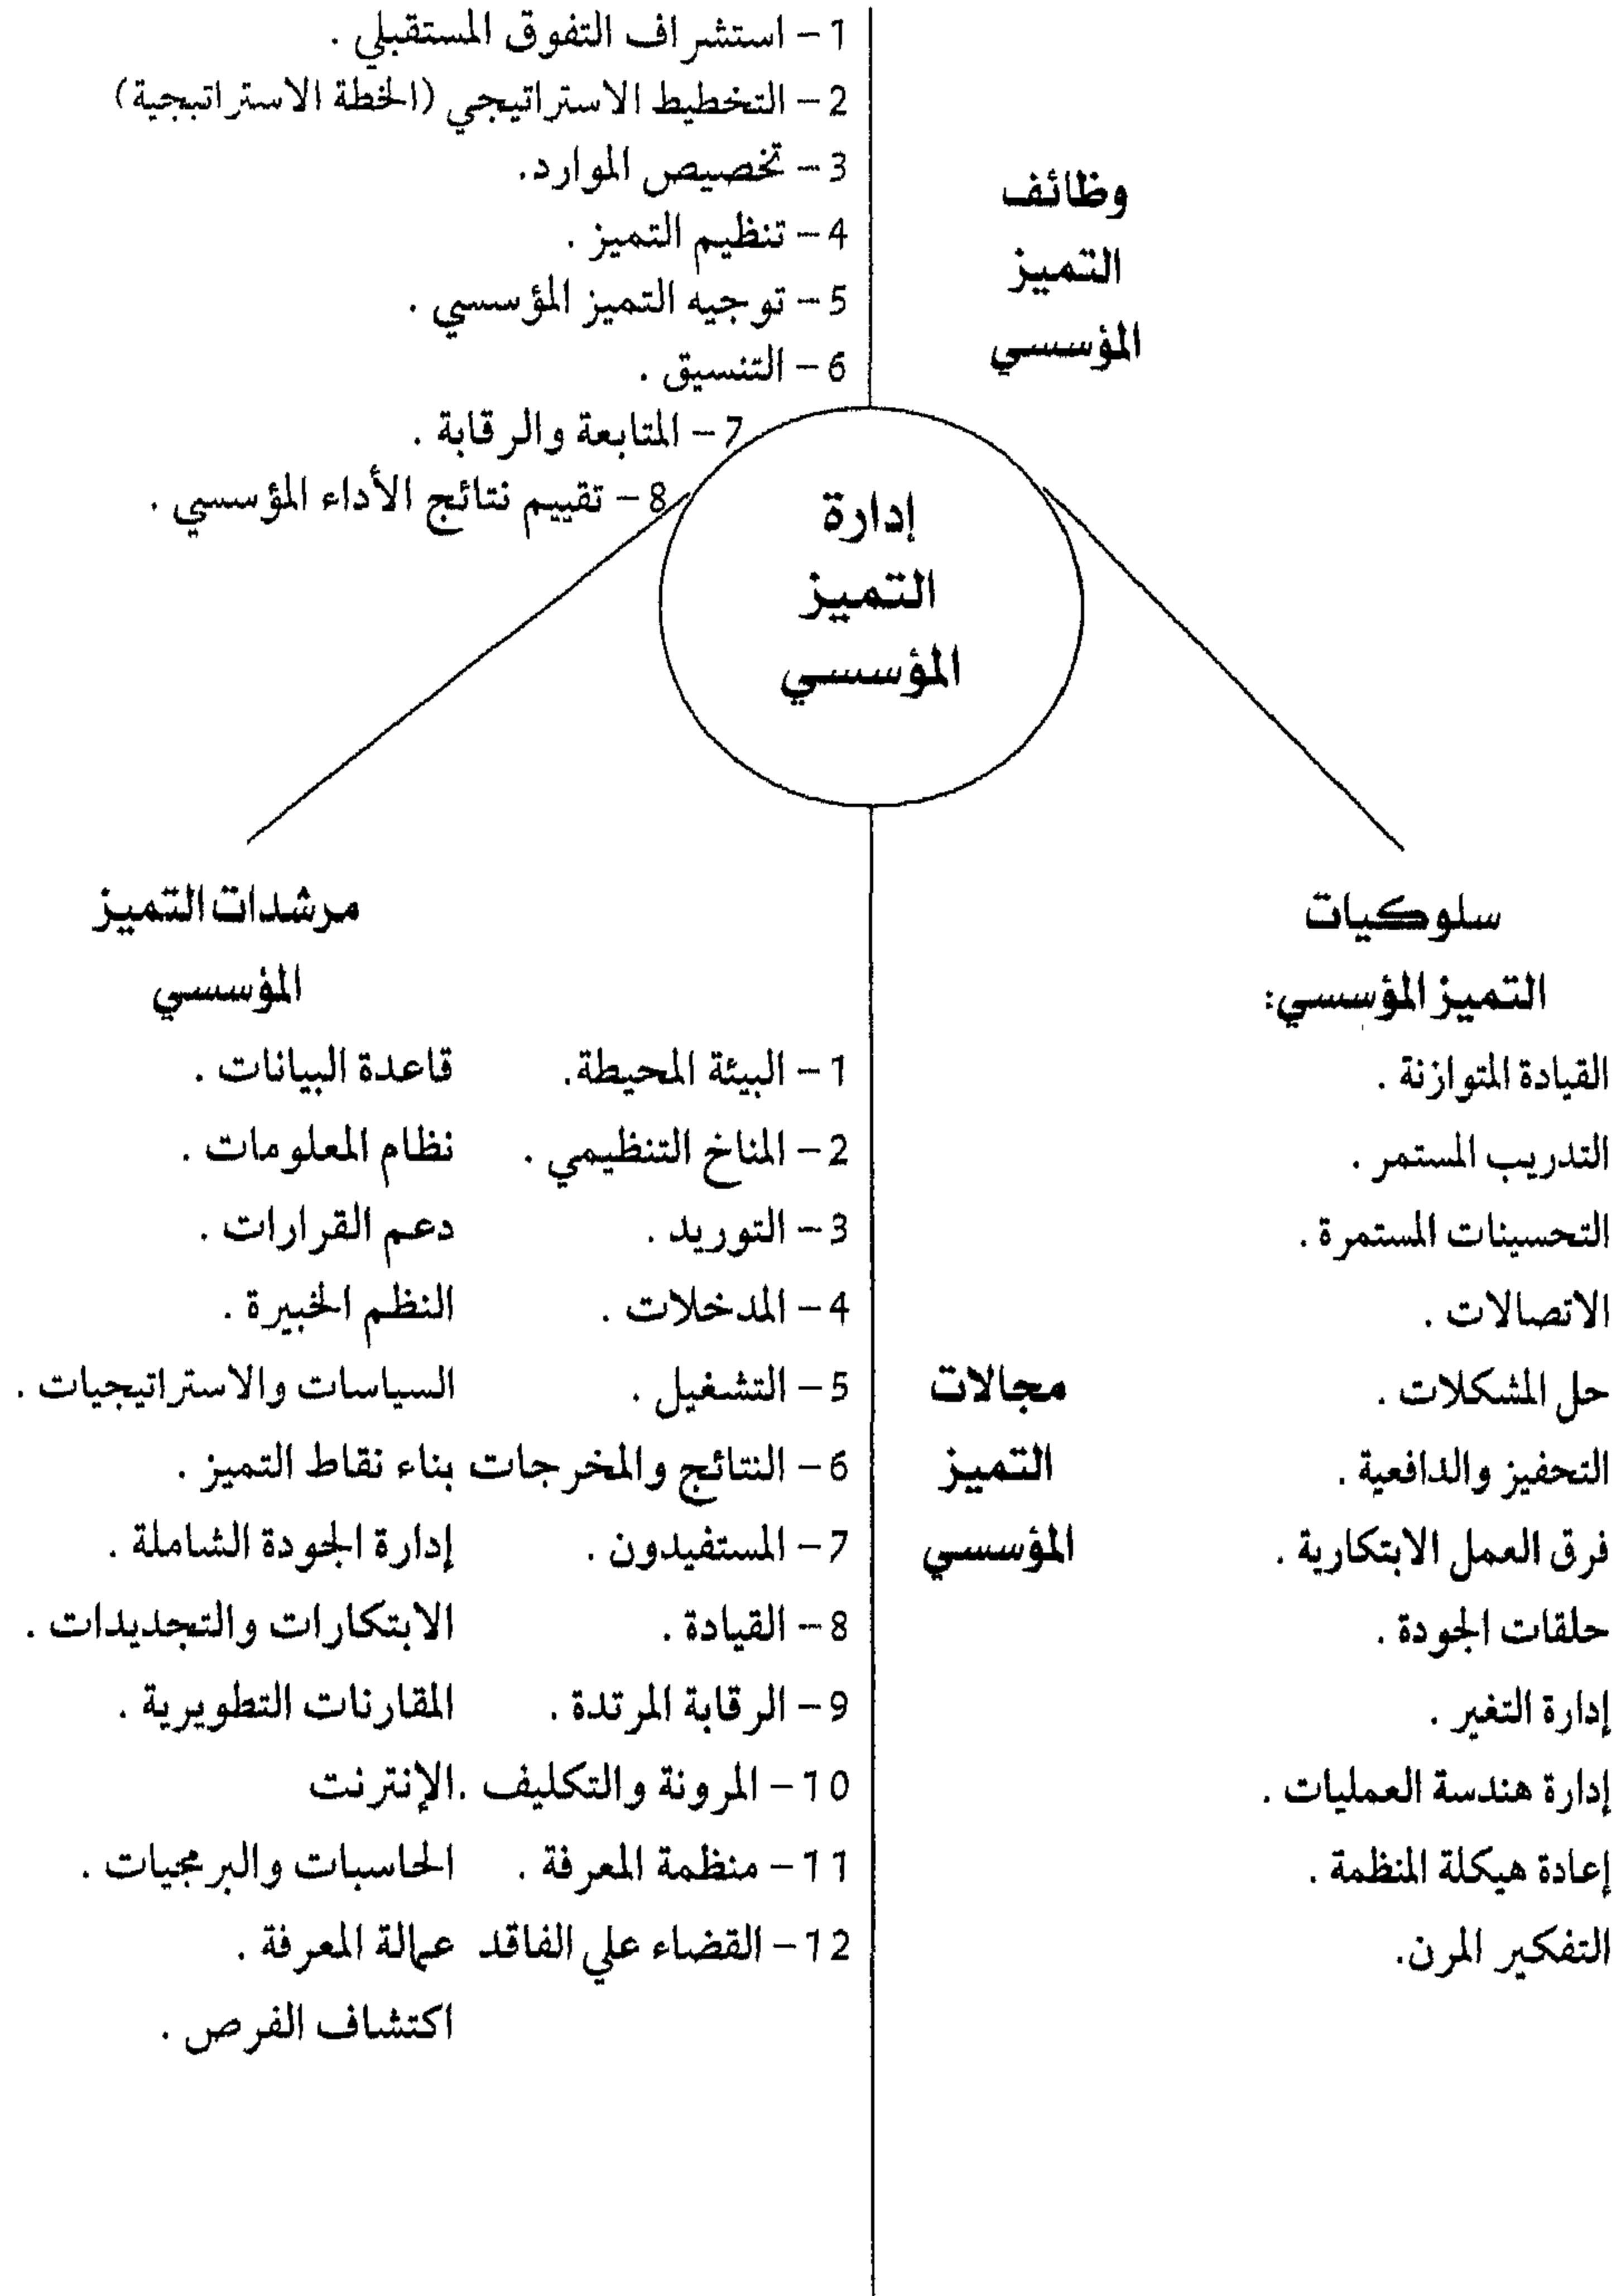 وظائف
التميز
المؤسسي
1- استشراف التفوق المستقبلي .
2- التخطيط الاستراتيجي (الخطة الاستراتيجية)
3- تخصيص الموارد.
4- تنظيم التميز .
5- توجيه التميز المؤسسي .
6- التنسيق .
7- المتابعة والرقابة .
8- تقييم نتائج الأداء المؤسسي .
إدارة
التميز
المؤسسي
سلوكيات
التميز المؤسسي:
القيادة المتوازنة .
التدريب المستمر .
التحسينات المستمرة .
الاتصالات .
حل المشكلات .
التحفيز والدافعية .
فرق العمل الابتكارية .
حلقات الجودة .
إدارة التغير .
إدارة هندسة العمليات .
إعادة هيكلة المنظمة .
التفكير المرن.
مجالات
التميز
المؤسسي
1- البيئة المحيطة.
2- المناخ التنظيمي .
3- التوريد .
4- المدخلات .
5- التشغيل .
6- النتائج والمخرجات
7- المستفيدون .
8- القيادة .
9- الرقابة المرتدة .
10- المرونة والتكليف .
11- منظمة المعرفة .
12- القضاء علي الفاقد
مرشدات التميز
المؤسسي
قاعدة البيانات .
نظام المعلومات .
دعم القرارات .
النظم الخبيرة .
السياسات والاستراتيجيات .
بناء نقاط التميز .
إدارة الجودة الشاملة .
الابتكارات والتجديدات .
المقارنات التطويرية .
الإنترنت
الحاسبات والبرمجيات .
عمالة المعرفة .
اكتشاف الفرص .